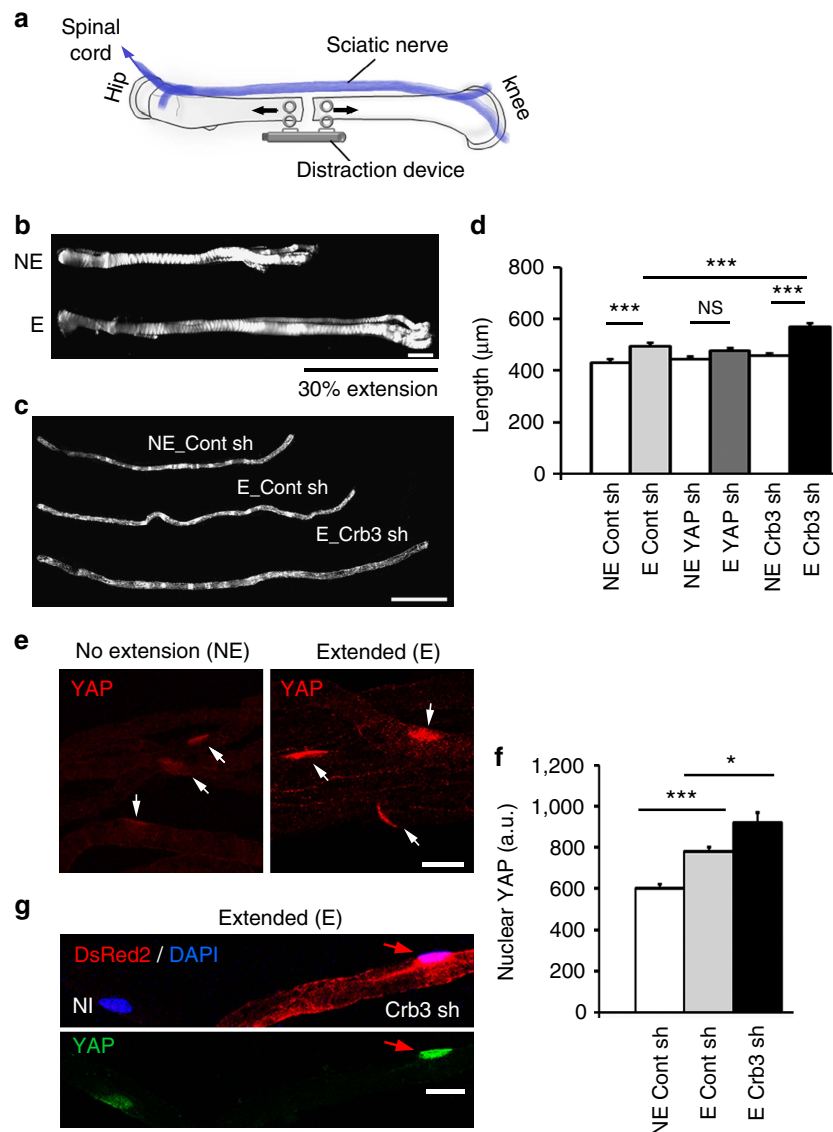 a
Spinal
cord
Sciatic nerve
Hip
knee
Distraction device
b
NE
E
30% extension
c
NE_Cont sh
E_Cont sh
E_Crb3 sh
d
800
600
400
200
0
Length (μm)
***
NS
***
***
NE Cont sh
E Cont sh
NE YAP sh
E YAP sh
NE Crb3 sh
E Crb3 sh
e
No extension (NE)
Extended (E)
YAP
YAP
f
1,200
1,000
800
600
400
200
0
Nuclear YAP (a.u.)
***
*
NE Cont sh
E Cont sh
E Crb3 sh
g
Extended (E)
DsRed2 / DAPI
NI
Crb3 sh
YAP